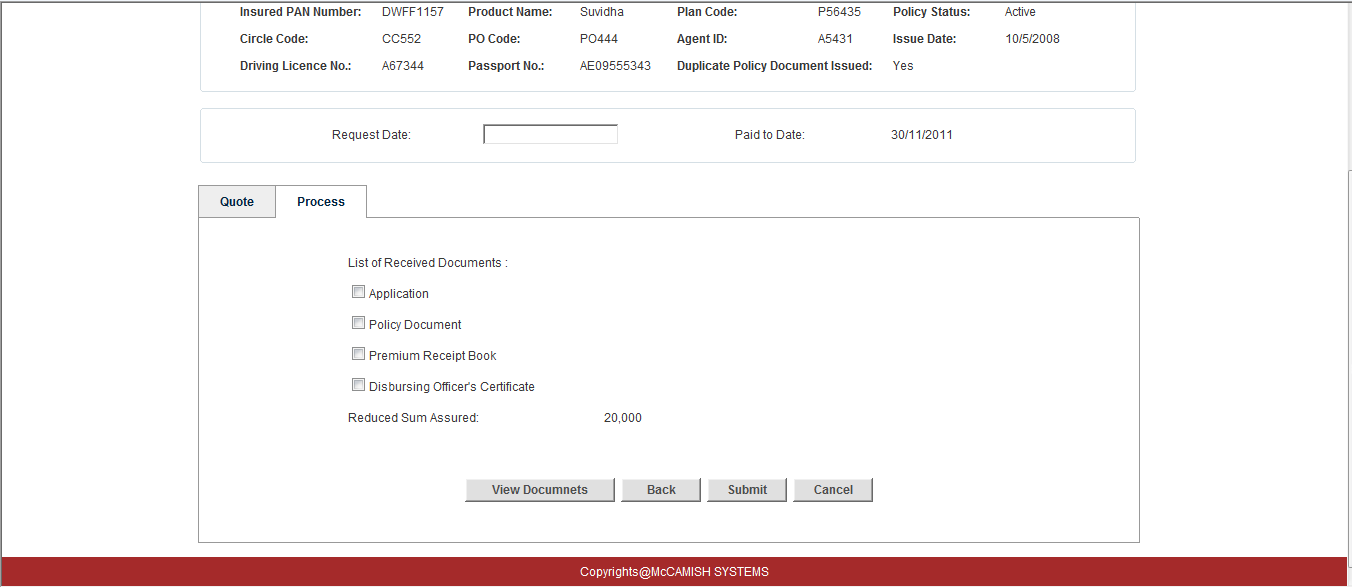 Insured PAN Number: DWFF1157 Product Name: Suvidha Plan Code: P56435 Policy Status: Active
Circle Code: CC552 PO Code: PO444 Agent ID: A5431 Issue Date: 10/5/2008
Driving Licence No.: A67344 Passport No.: AE09555343 Duplicate Policy Document Issued: Yes
Request Date: Paid to Date: 30/11/2011
Quote Process
List of Received Documents :
Application
Policy Document
Premium Receipt Book
Disbursing Officer's Certificate
Reduced Sum Assured: 20,000
View Documnets Back Submit Cancel
Copyrights@McCAMISH SYSTEMS